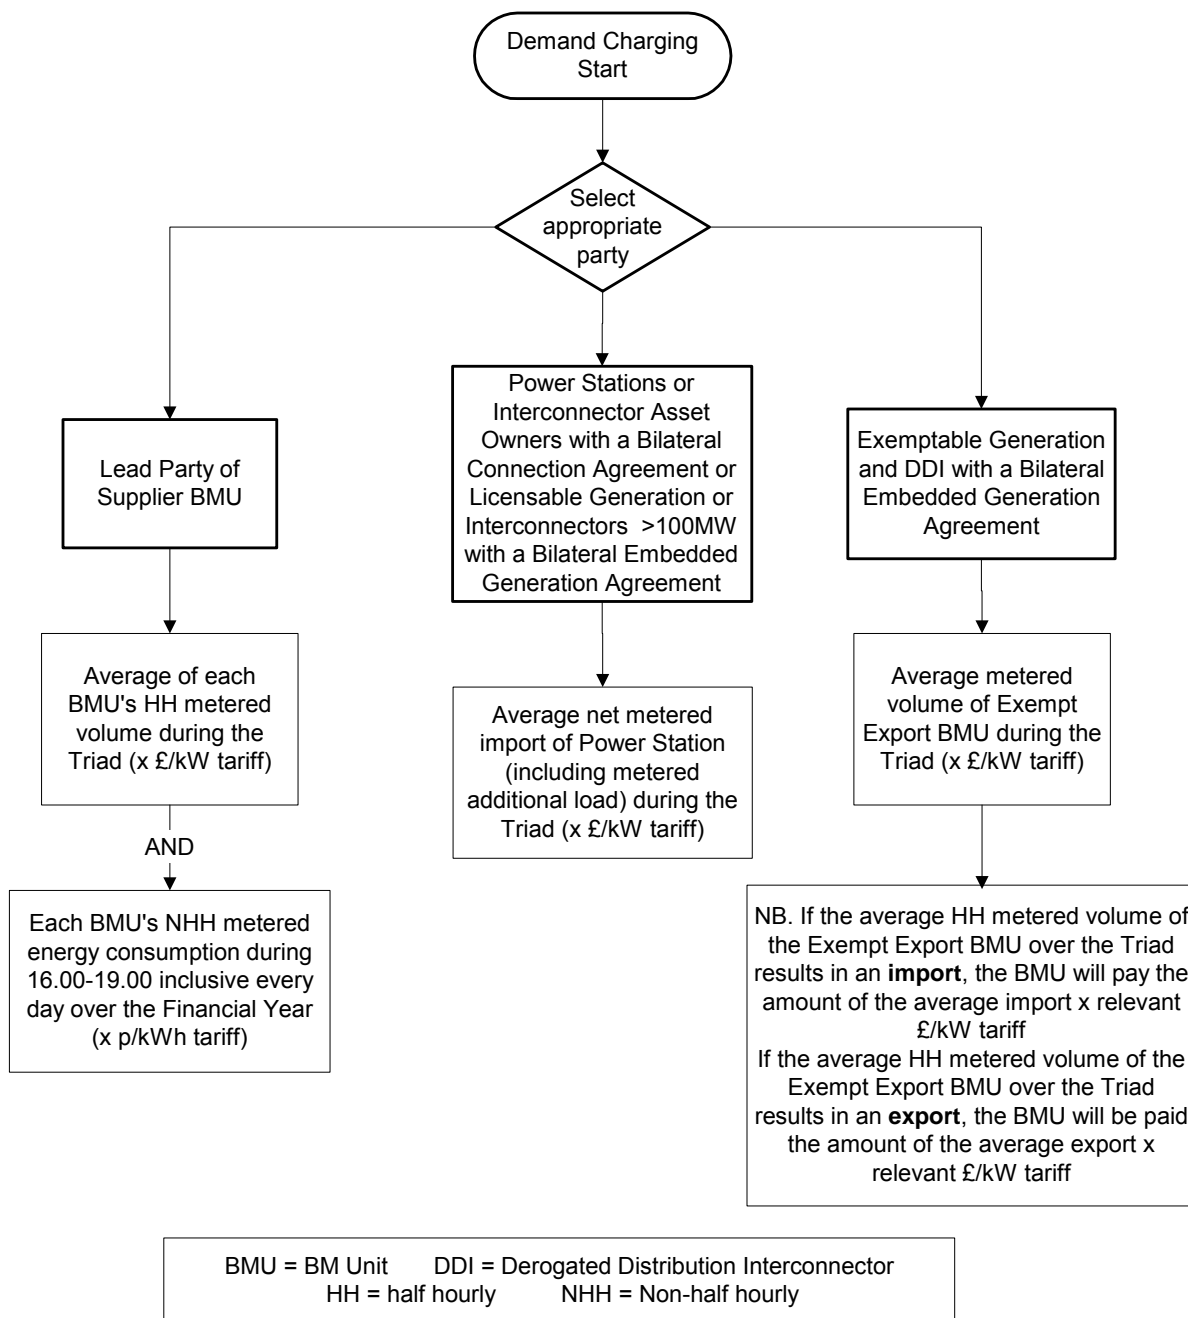 Demand Charging
Start
Select
appropriate
party
Lead Party of
Supplier BMU
Power Stations or
Interconnector Asset
Owners with a Bilateral
Connection Agreement or
Licensable Generation or
Interconnectors >100MW
with a Bilateral Embedded
Generation Agreement
Exemptable Generation
and DDI with a Bilateral
Embedded Generation
Agreement
Average of each
BMU's HH metered
volume during the
Triad (x £/kW tariff)
AND
Each BMU's NHH metered
energy consumption during
16.00-19.00 inclusive every
day over the Financial Year
(x p/kWh tariff)
Average net metered
import of Power Station
(including metered
additional load) during the
Triad (x £/kW tariff)
Average metered
volume of Exempt
Export BMU during the
Triad (x £/kW tariff)
NB. If the average HH metered volume of
the Exempt Export BMU over the Triad
results in an import, the BMU will pay the
amount of the average import x relevant
£/kW tariff
If the average HH metered volume of the
Exempt Export BMU over the Triad
results in an export, the BMU will be paid
the amount of the average export x
relevant £/kW tariff
BMU = BM Unit DDI = Derogated Distribution Interconnector
HH = half hourly NHH = Non-half hourly